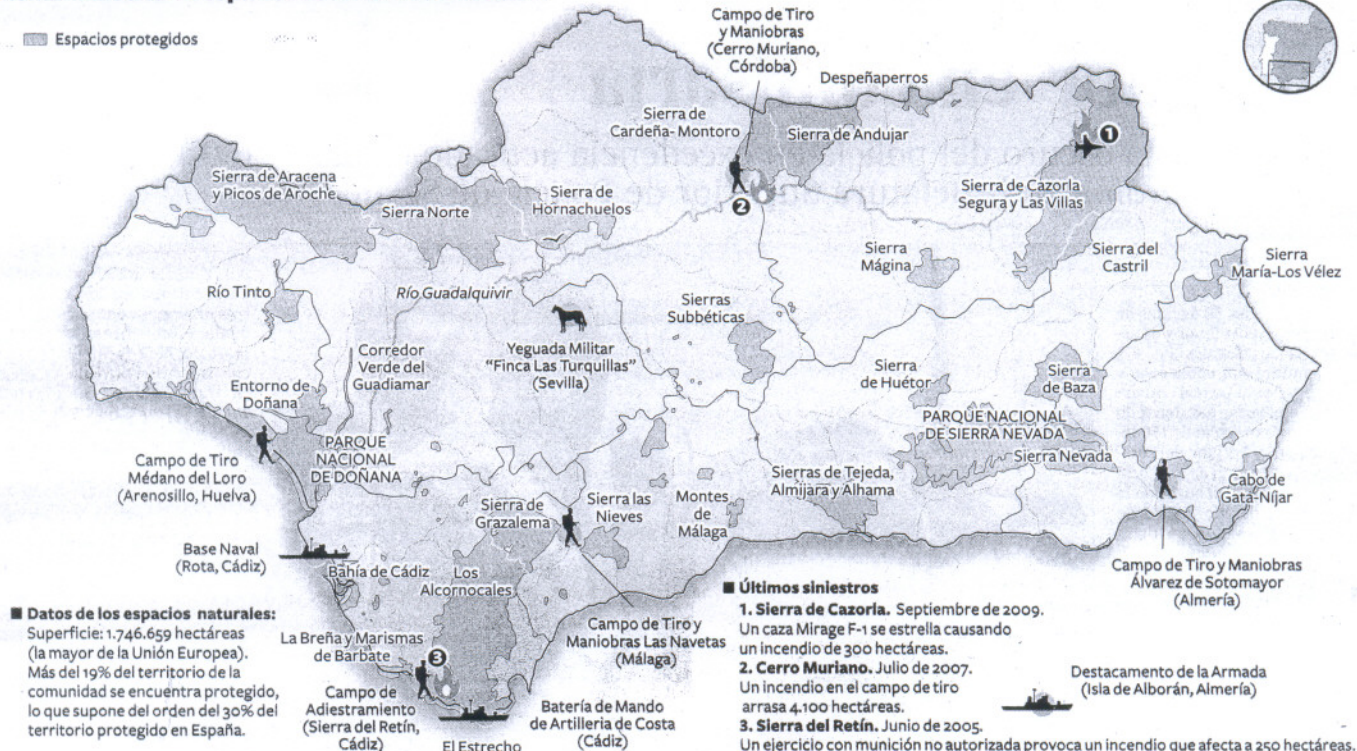 Espacios protegidos
Campo de Tiro
y Maniobras
(Cerro Muriano,
Córdoba)
Despeñaperros
Sierra de
Cardeña- Montoro
Sierra de Andujar
1
Sierra de Aracena
y Picos de Aroche
Sierra Norte
Sierra de
Hornachuelos
2
Sierra de Cazorla
Segura y Las Villas
Sierra
Mágina
Sierra del
Castril
Sierra
María-Los Vélez
Río Tinto
Río Guadalquivir
Sierras
Subbéticas
Yeguada Militar
"Finca Las Turquillas"
(Sevilla)
Corredor
Verde del
Guadiamar
Entorno de
Doñana
Sierra
de Huétor
Sierra
de Baza
PARQUE NACIONAL
DE SIERRA NEVADA
Sierra Nevada
PARQUE
NACIONAL
DE DOÑANA
Campo de Tiro
Médano del Loro
(Arenosillo, Huelva)
Sierra de
Grazalema
Sierra las
Nieves
Montes
de
Málaga
Sierras de Tejeda,
Almijara y Alhama
Cabo de
Gata-Níjar
Base Naval
(Rota, Cádiz)
Bahía de Cádiz
Los
Alcornocales
Campo de Tiro y Maniobras
Álvarez de Sotomayor
(Almería)
Datos de los espacios naturales:
Superficie: 1.746.659 hectáreas
(la mayor de la Unión Europea).
Más del 19% del territorio de la
comunidad se encuentra protegido,
lo que supone del orden del 30% del
territorio protegido en España.
La Breña y Marismas
de Barbate
3
Campo de
Adiestramiento
(Sierra del Retín,
Cádiz)
El Estrecho
Campo de Tiro y
Maniobras Las Navetas
(Málaga)
Batería de Mando
de Artilleria de Costa
(Cádiz)
Últimos siniestros
1. Sierra de Cazorla. Septiembre de 2009.
Un caza Mirage F-1 se estrella causando
un incendio de 300 hectáreas.
2. Cerro Muriano. Julio de 2007.
Un incendio en el campo de tiro
arrasa 4.100 hectáreas.
3. Sierra del Retín. Junio de 2005.
Un ejercicio con munición no autorizada provoca un incendio que afecta a 250 hectáreas
Destacamento de la Armada
(Isla de Alborán, Almería)